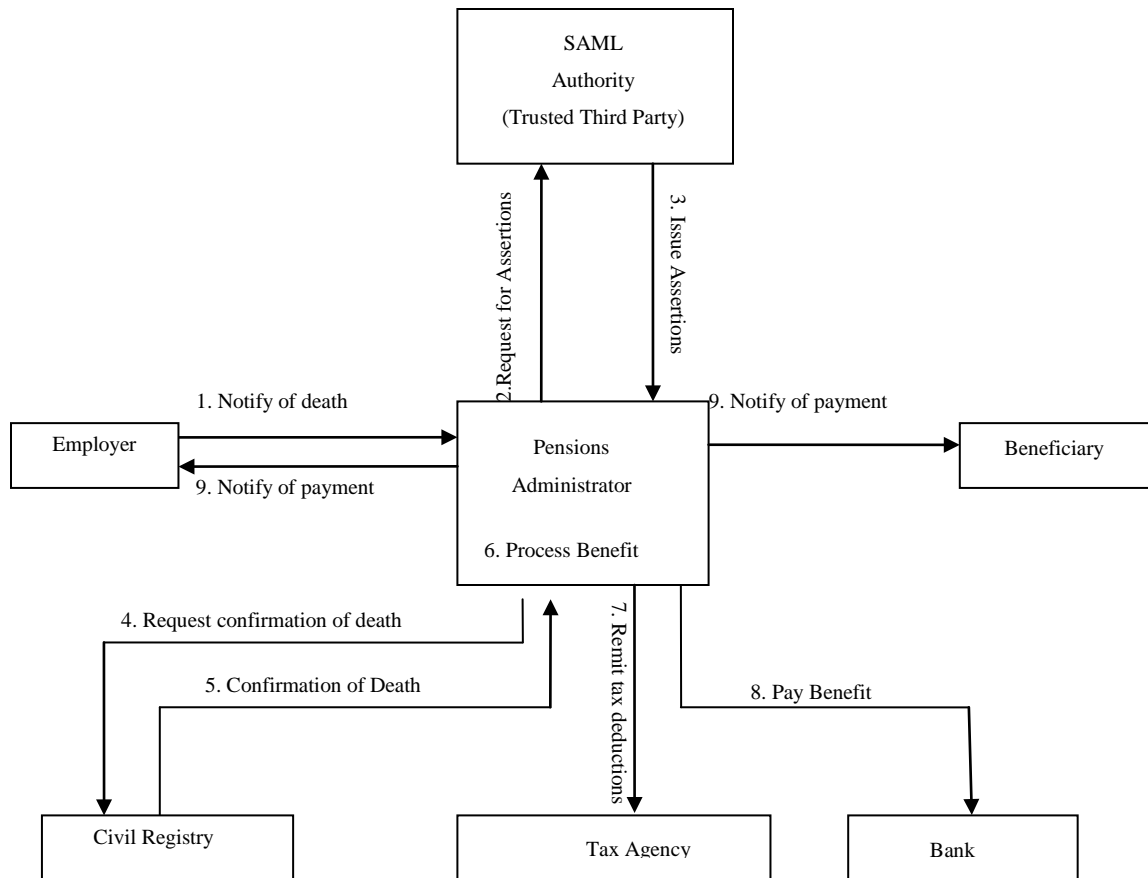 SAML
Authority
(Trusted Third Party)
2.Request for Assertions
3. Issue Assertions
1. Notify of death
9. Notify of payment
Employer
Pensions
Administrator
Beneficiary
9. Notify of payment
6. Process Benefit
4. Request confirmation of death
5. Confirmation of Death
7. Remit tax deductions
8. Pay Benefit
Civil Registry
Tax Agency
Bank